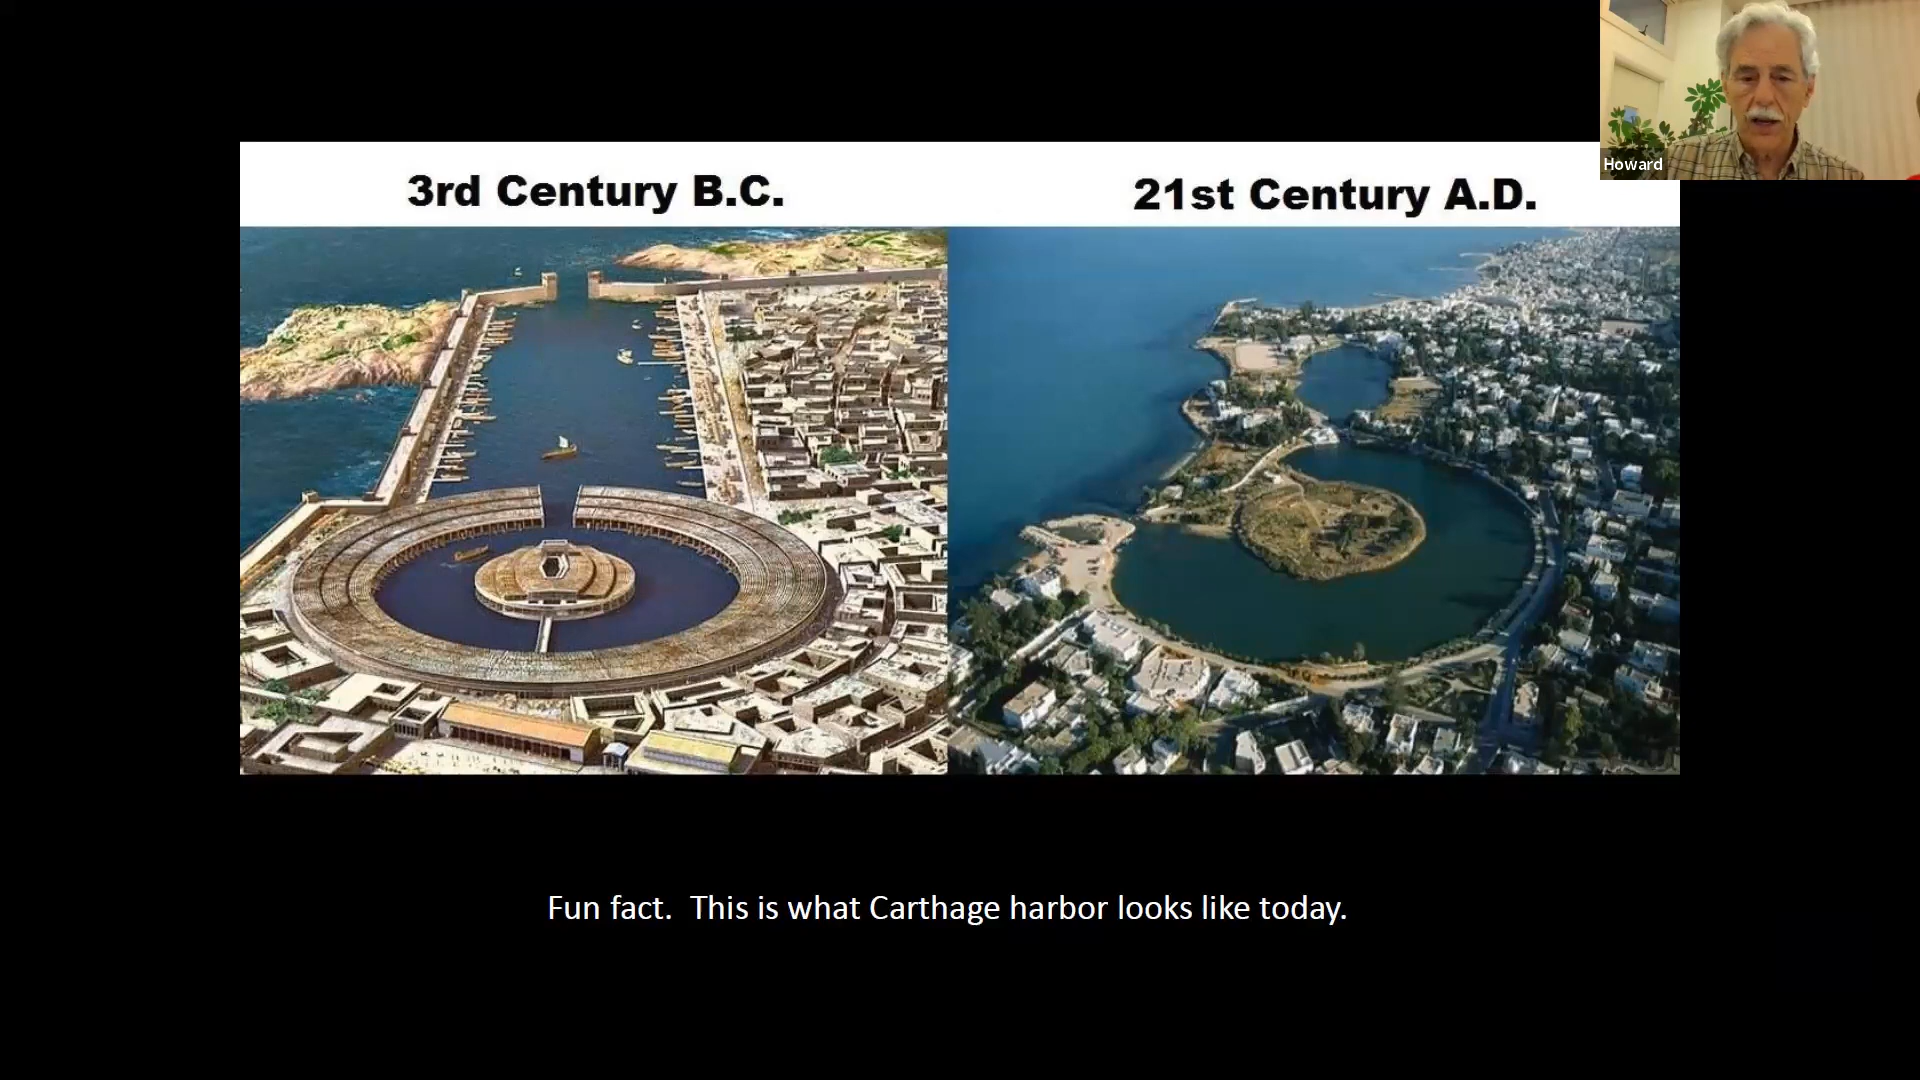 3rd Century B.C.
21st Century A.D.
Howard
Fun fact.  This is what Carthage harbor looks like today.